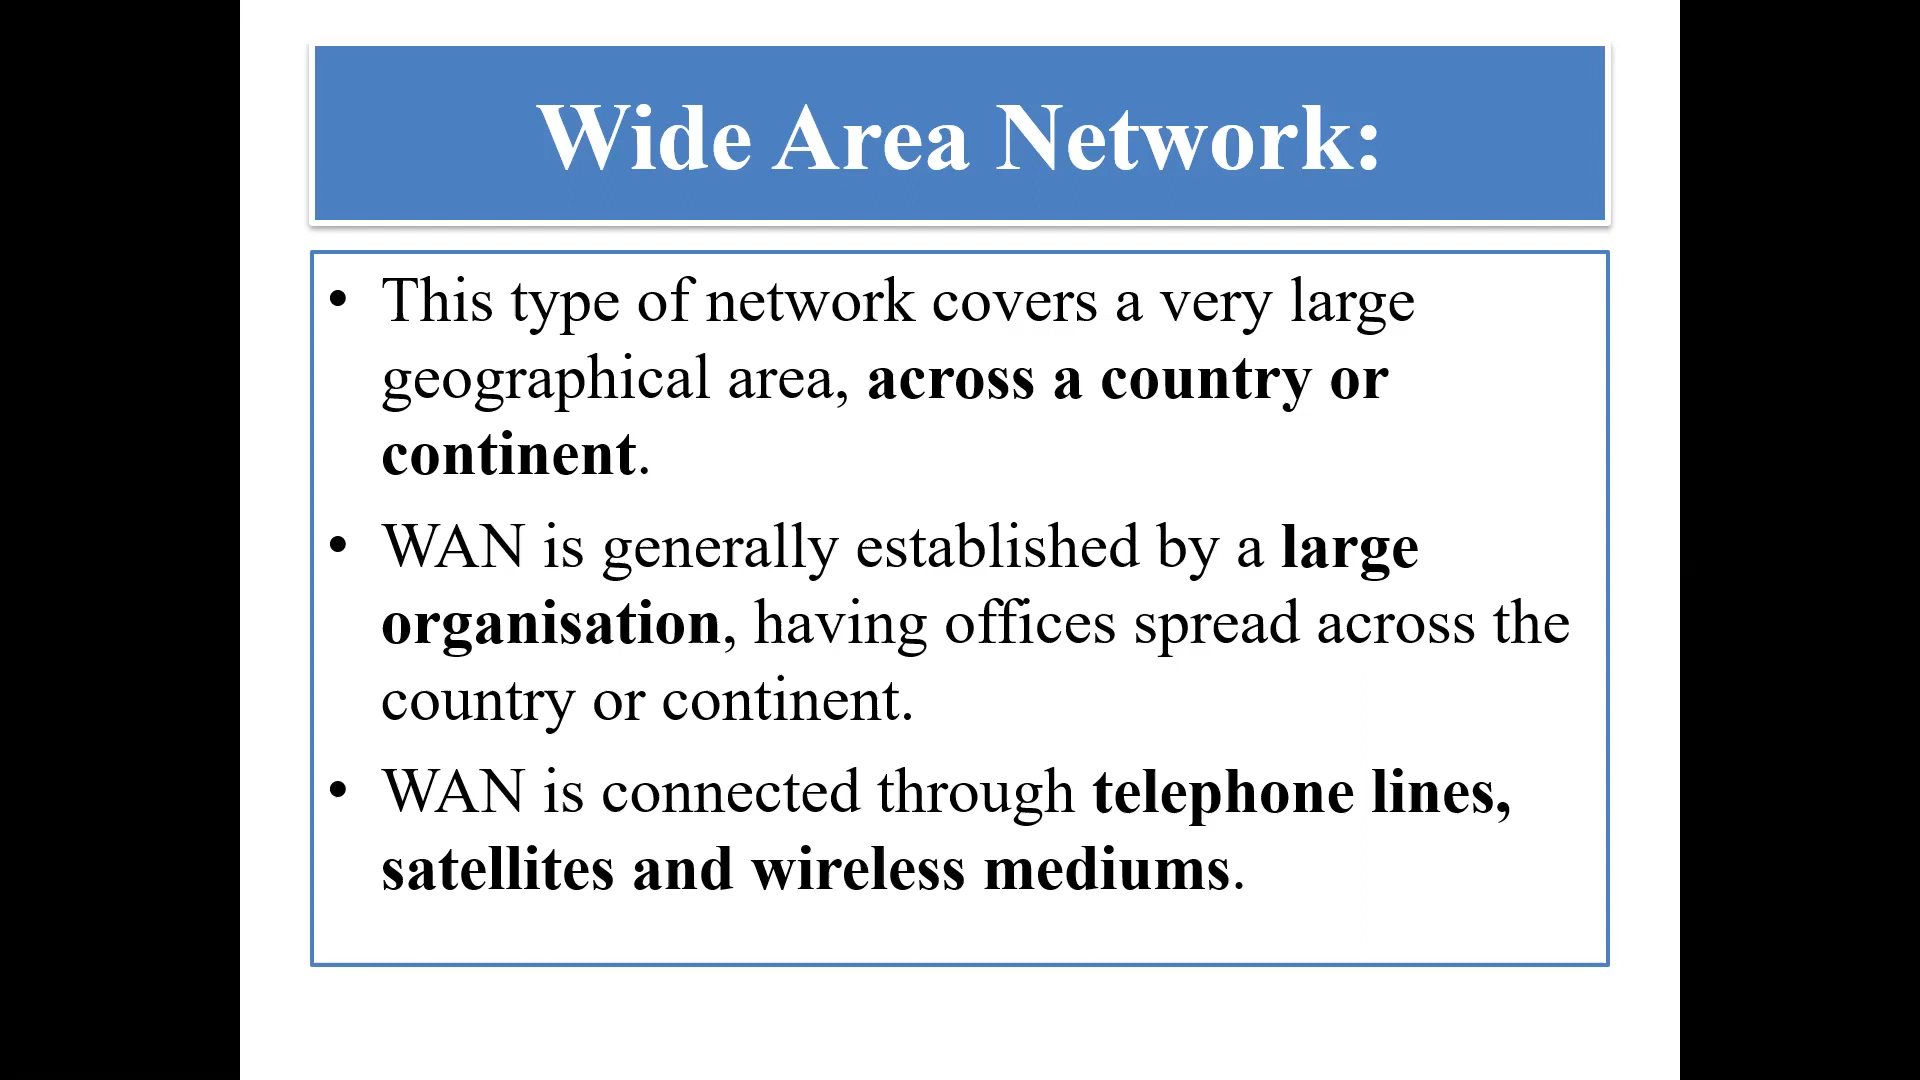 Wide Area Network:
• This type of network covers a very large
geographical area, across a country or
continent.
• WAN is generally established by a large
organisation, having offices spread across the
country or continent.
• WAN is connected through telephone lines,
satellites and wireless mediums.